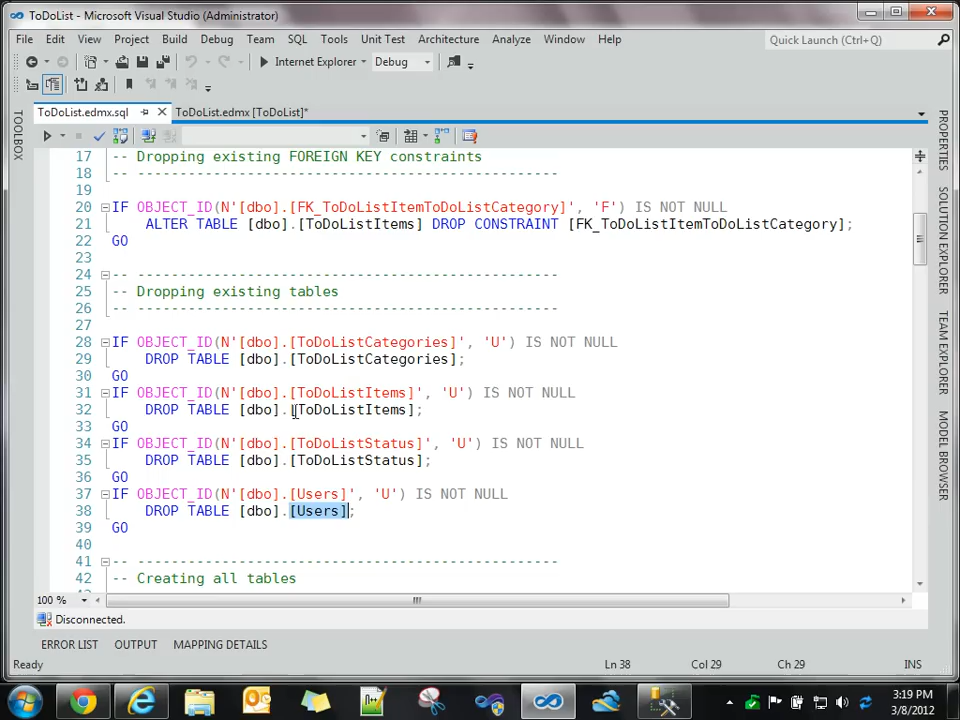 ToDoList - Microsoft Visual Studio (Administrator)
File Edit View Project Build Debug Team SQL Tools Unit Test Architecture Analyze Window Help
Quick Launch (Ctrl+Q)
Internet Explorer Debug
ToDoList.edmx.sql ToDoList.edmx [ToDoList]*
TOOLBOX
17 -- Dropping existing FOREIGN KEY constraints
18 -- --------------------------------------------------
19
20 IF OBJECT_ID(N'[dbo].[FK_ToDoListItemToDoListCategory]', 'F') IS NOT NULL
21 ALTER TABLE [dbo].[ToDoListItems] DROP CONSTRAINT [FK_ToDoListItemToDoListCategory];
22 GO
23
24 -- --------------------------------------------------
25 -- Dropping existing tables
26 -- --------------------------------------------------
27
28 IF OBJECT_ID(N'[dbo].[ToDoListCategories]', 'U') IS NOT NULL
29 DROP TABLE [dbo].[ToDoListCategories];
30 GO
31 IF OBJECT_ID(N'[dbo].[ToDoListItems]', 'U') IS NOT NULL
32 DROP TABLE [dbo].[ToDoListItems];
33 GO
34 IF OBJECT_ID(N'[dbo].[ToDoListStatus]', 'U') IS NOT NULL
35 DROP TABLE [dbo].[ToDoListStatus];
36 GO
37 IF OBJECT_ID(N'[dbo].[Users]', 'U') IS NOT NULL
38 DROP TABLE [dbo].[Users];
39 GO
40
41 -- --------------------------------------------------
42 -- Creating all tables
PROPERTIES
SOLUTION EXPLORER
TEAM EXPLORER
MODEL BROWSER
100 %
Disconnected.
ERROR LIST OUTPUT MAPPING DETAILS
Ready Ln 38 Col 29 Ch 29 INS
3:19 PM
3/8/2012